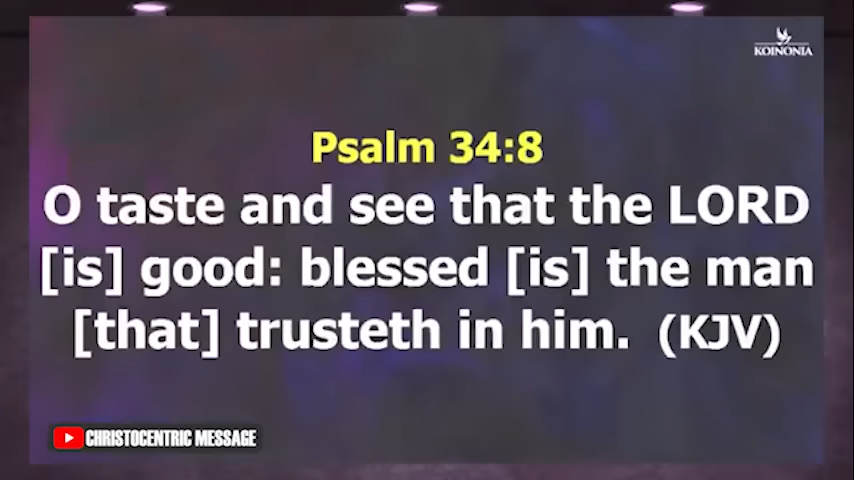 KOINONIA
Psalm 34:8
O taste and see that the LORD
[is] good: blessed [is] the man
[that] trusteth in him. (KJV)
CHRISTOCENTRIC MESSAGE